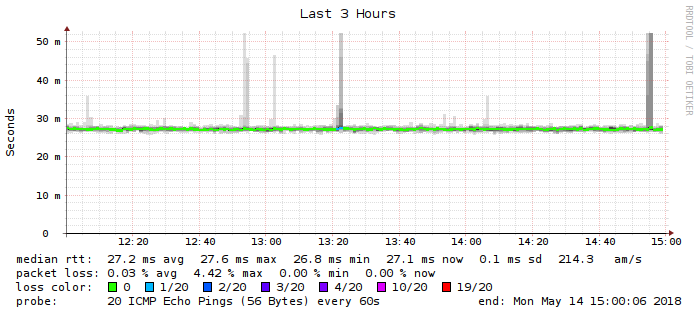 Last 3 Hours
RRDTOOL / TOBI OETIKER
Seconds
50 m
40 m
30 m
20 m
10 m
0
12:20 12:40 13:00 13:20 13:40 14:00 14:20 14:40 15:00
median rtt: 27.2 ms avg 27.6 ms max 26.8 ms min 27.1 ms now 0.1 ms sd 214.3 am/s
packet loss: 0.03 % avg 4.42 % max 0.00 % min 0.00 % now
loss color: 0 1/20 2/20 3/20 4/20 10/20 19/20
probe: 20 ICMP Echo Pings (56 Bytes) every 60s end: Mon May 14 15:00:06 2018